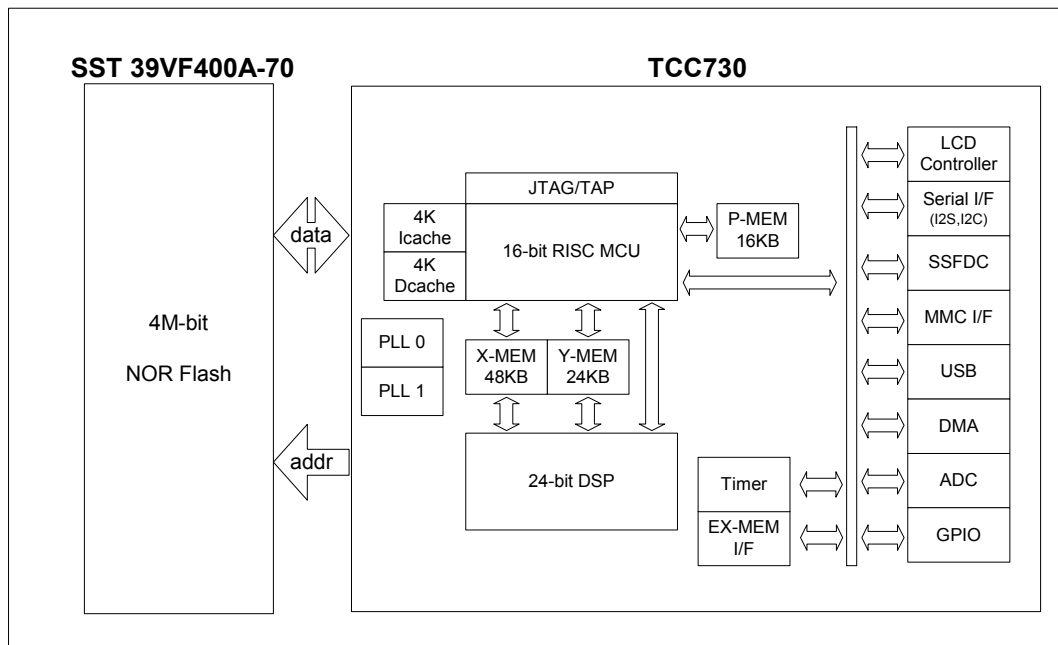 SST 39VF400A-70
TCC730
4M-bit
NOR Flash
data
addr
JTAG/TAP
4K
Icache
4K
Dcache
16-bit RISC MCU
P-MEM
16KB
PLL 0
PLL 1
X-MEM
48KB
Y-MEM
24KB
24-bit DSP
Timer
EX-MEM
I/F
LCD
Controller
Serial I/F
(I2S,I2C)
SSFDC
MMC I/F
USB
DMA
ADC
GPIO